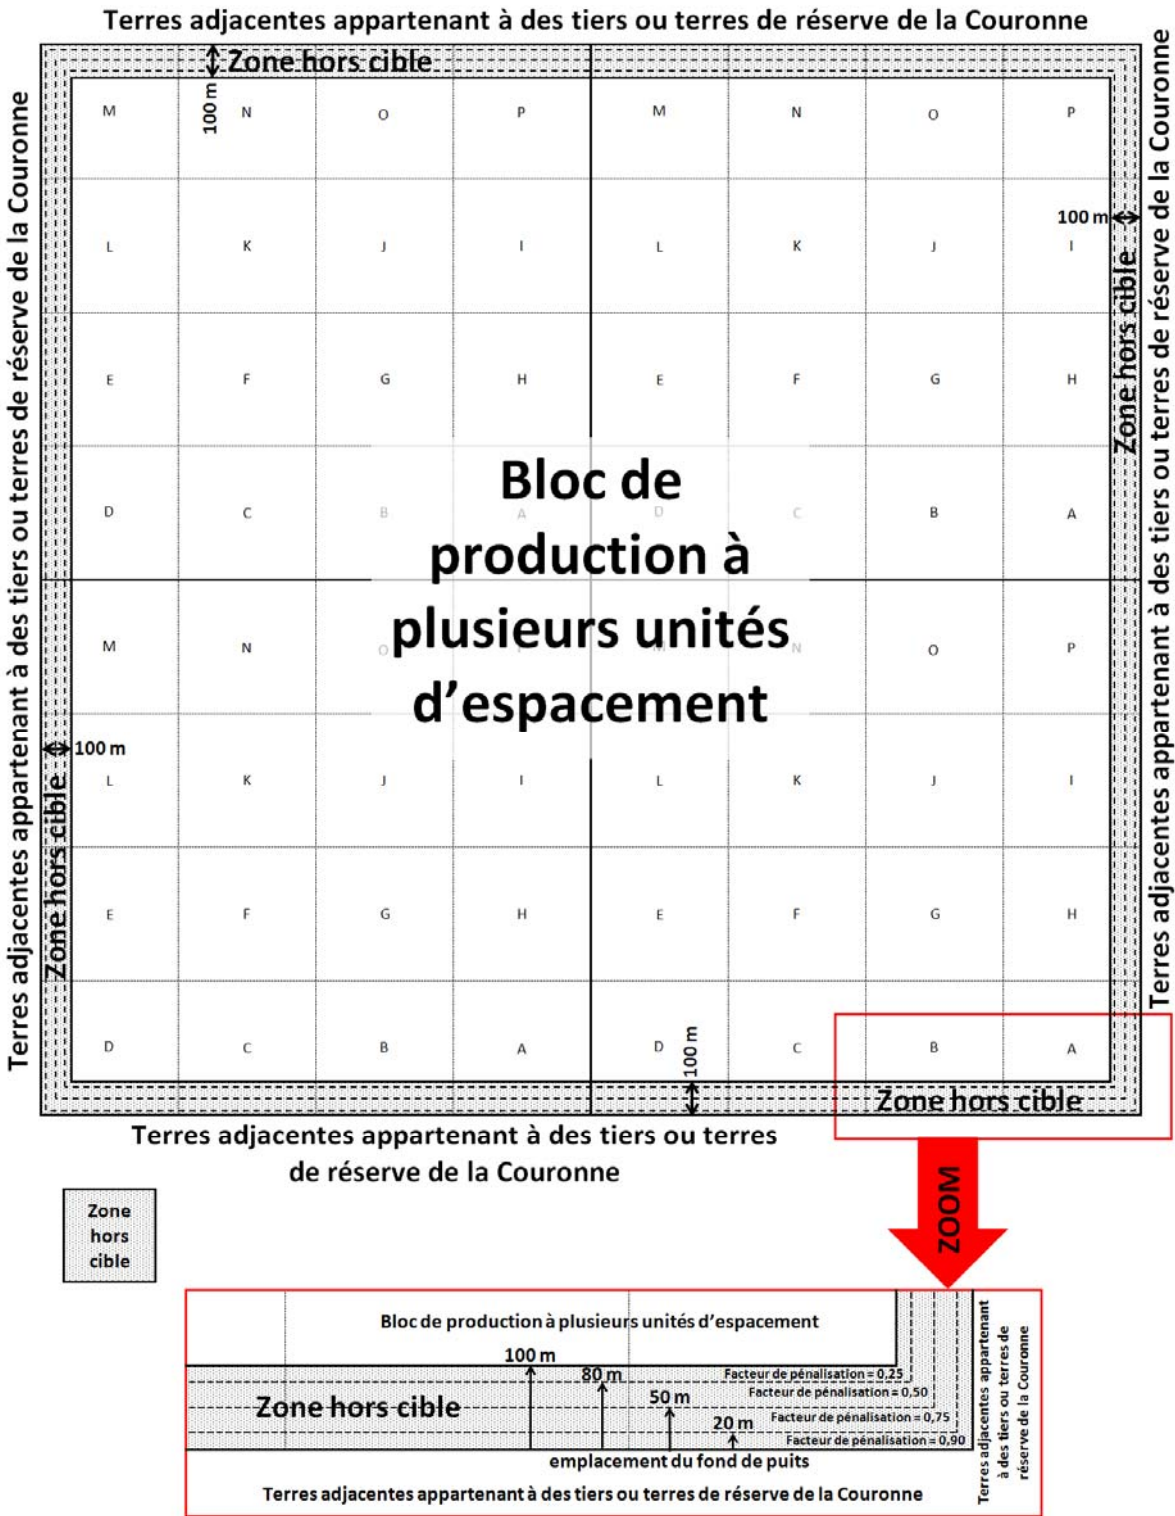 Terres adjacentes appartenant à des tiers ou terres de réserve de la Couronne
Zone hors cible
100 m
M N O P M N O P
L K J I L K J I
100 m
E F G H E F G H
D C B A D C B A
M N O P M N O P
L K J I L K J I
100 m
E F G H E F G H
D C B A D C B A
100 m
Bloc de
production à
plusieurs unités
d'espacement
Zone hors cible
Zone hors cible
Zone hors cible
Terres adjacentes appartenant à des tiers ou terres de réserve de la Couronne
Terres adjacentes appartenant à des tiers ou terres de réserve de la Couronne
Terres adjacentes appartenant à des tiers ou terres
de réserve de la Couronne
Zone
hors
cible
ZOOM
Bloc de production à plusieurs unités d'espacement
100 m
80 m
50 m
20 m
Facteur de pénalisation = 0,25
Facteur de pénalisation = 0,50
Facteur de pénalisation = 0,75
Facteur de pénalisation = 0,90
Zone hors cible
emplacement du fond de puits
Terres adjacentes appartenant à des tiers ou terres de réserve de la Couronne
Terres adjacentes appartenant
à des tiers ou terres de
réserve de la Couronne